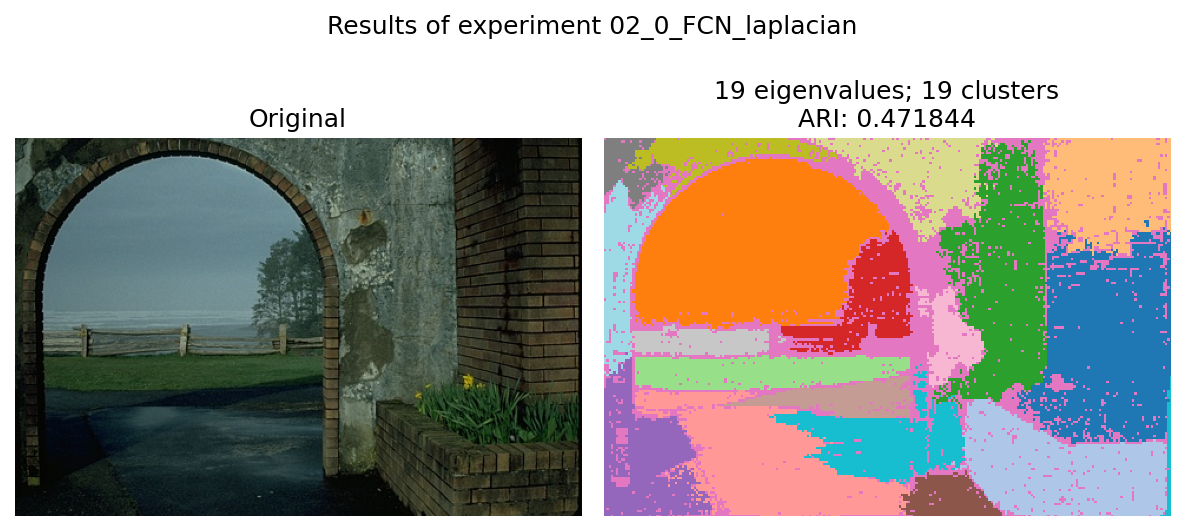 Results of experiment 02_0_FCN_laplacian
Original
19 eigenvalues; 19 clusters
ARI: 0.471844